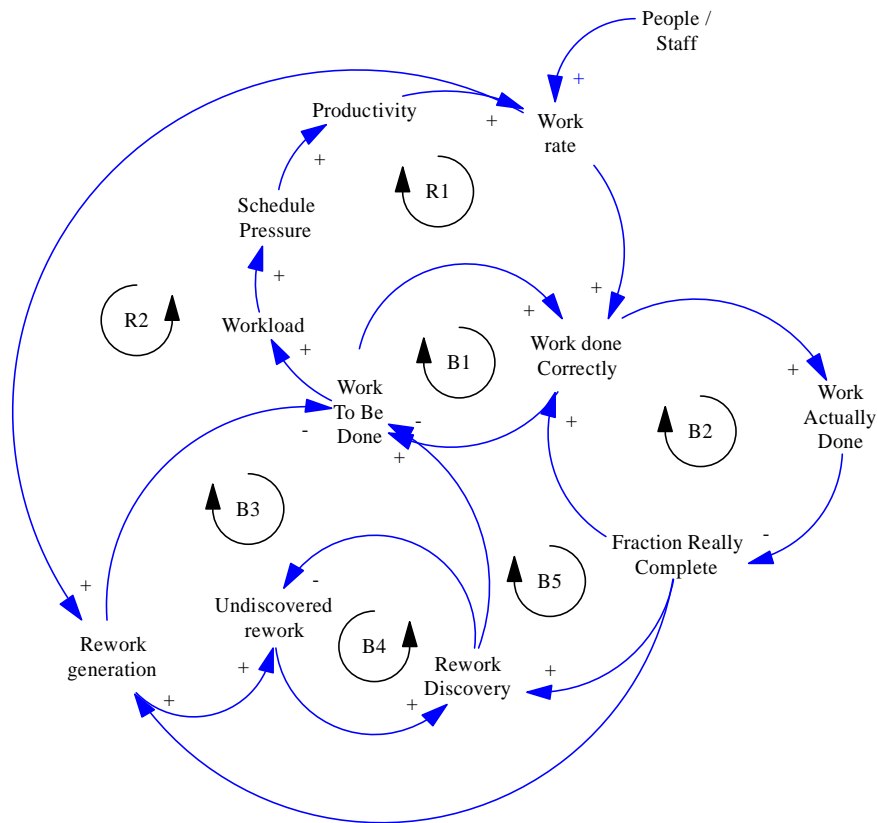 People /
Staff
+
Productivity
+
Work
rate
+
R1
Schedule
Pressure
+
+
R2
Workload
+
+
B1
Work done
Correctly
+
Work
To Be
Done
-
-
+
+
B2
Work
Actually
Done
B3
-
Fraction Really
Complete
-
B5
+
Undiscovered
rework
B4
Rework
generation
+
+
+
Rework
Discovery
+